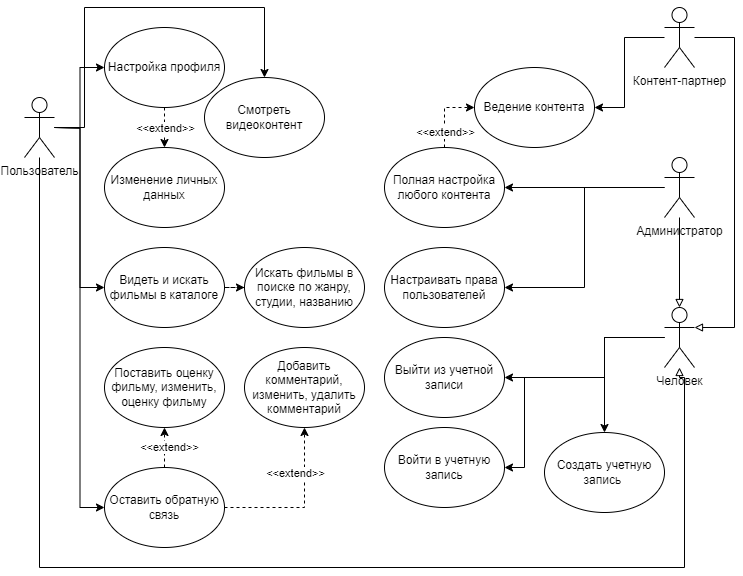 Настройка профиля
<<extend>>
Смотреть
видеоконтент
Пользователь
Изменение личных
данных
Видеть и искать
фильмы в каталоге
Искать фильмы в
поиске по жанру,
студии, названию
Поставить оценку
фильму, изменить,
оценку фильму
Добавить
комментарий,
изменить, удалить
комментарий
<<extend>>
<<extend>>
Оставить обратную
связь
Контент-партнер
Ведение контента
<<extend>>
Полная настройка
любого контента
Администратор
Настраивать права
пользователей
Выйти из учетной
записи
Человек
Войти в учетную
запись
Создать учетную
запись